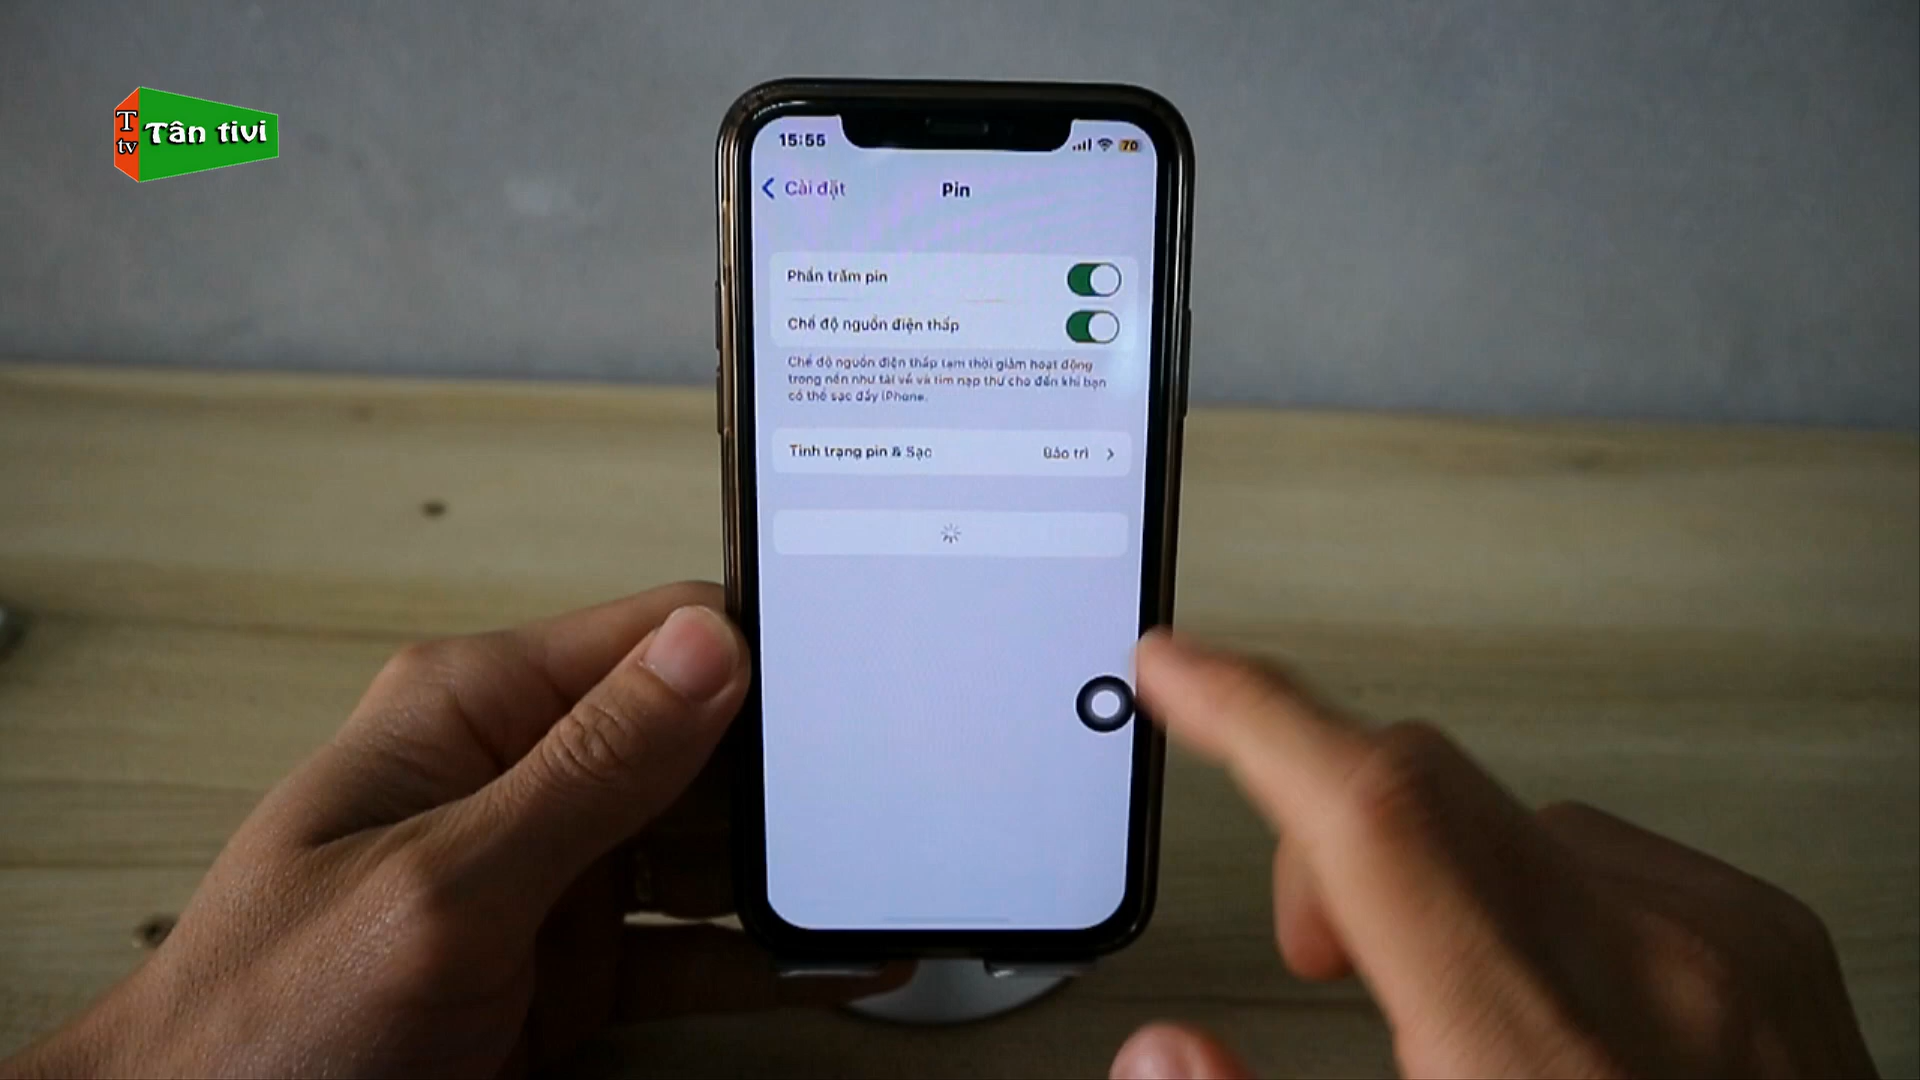 T
tv
Tân tivi
15:55
70
Cài đặt
Pin
Phần trăm pin
Chế độ nguồn điện thấp
Chế độ nguồn điện thấp tạm thời giảm hoạt động
trong nền như tải về và tìm nạp thư cho đến khi bạn
có thể sạc đầy iPhone.
Tình trạng pin & Sạc
Bảo trì